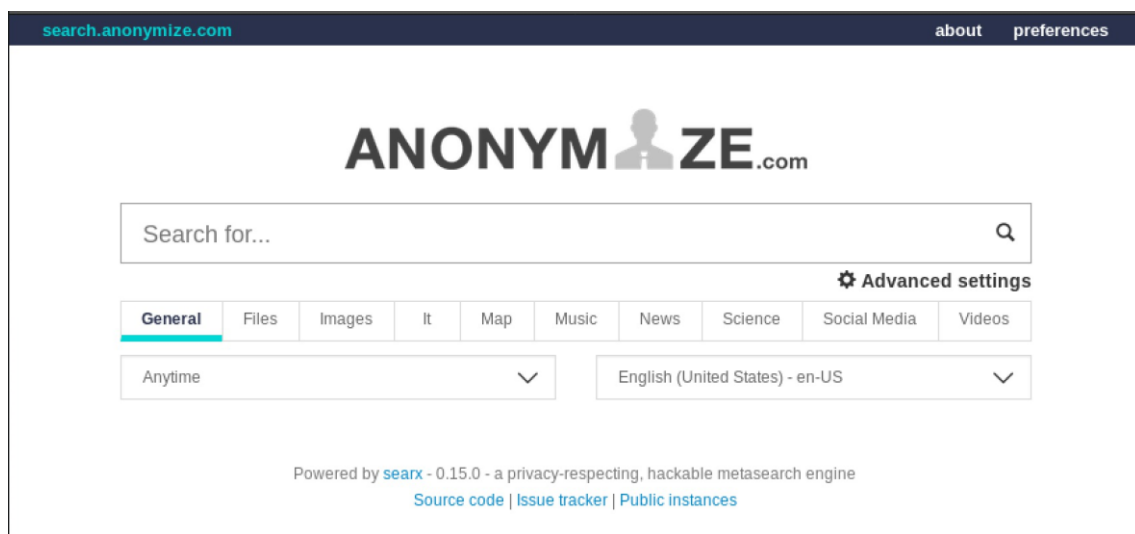 search.anonymize.com about preferences
ANONYMIZE.com
Search for...
Advanced settings
General Files Images It Map Music News Science Social Media Videos
Anytime English (United States) - en-US
Powered by searx - 0.15.0 - a privacy-respecting, hackable metasearch engine
Source code | Issue tracker | Public instances